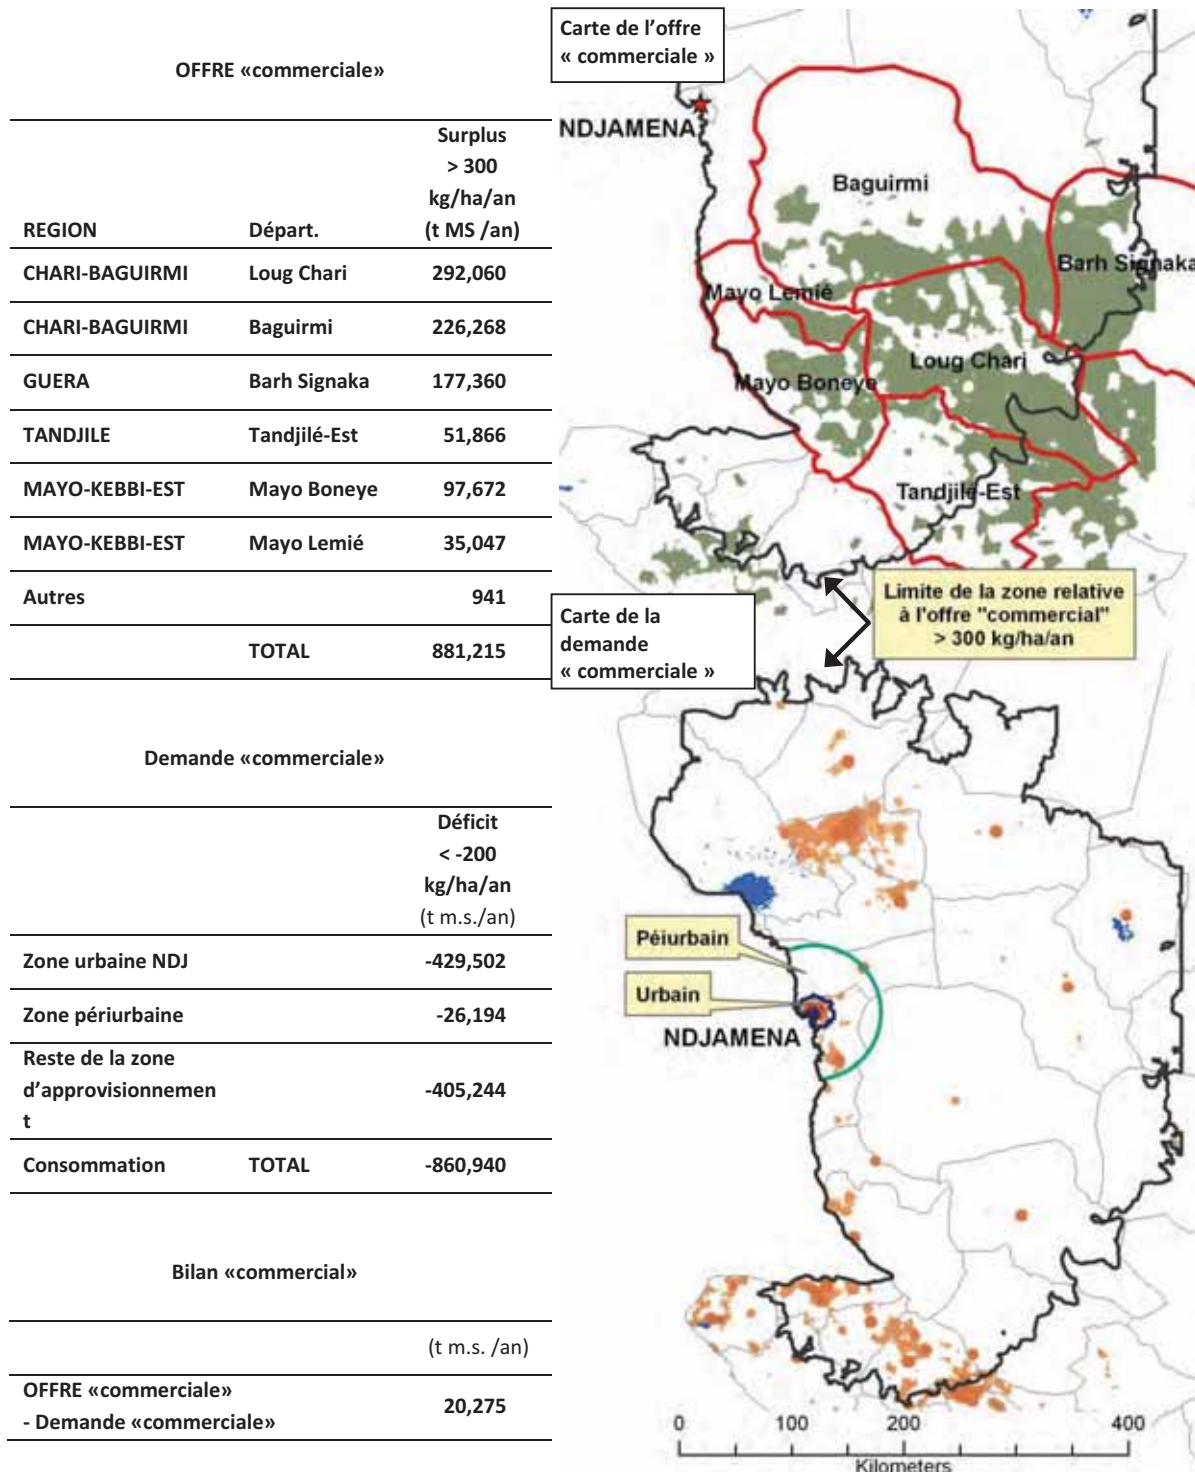 OFFRE «commerciale»
Surplus
> 300
kg/ha/an
REGION Départ. (t MS /an)
CHARI-BAGUIRMI Loug Chari 292,060
CHARI-BAGUIRMI Baguirmi 226,268
GUERA Barh Signaka 177,360
TANDJILE Tandjilé-Est 51,866
MAYO-KEBBI-EST Mayo Boneye 97,672
MAYO-KEBBI-EST Mayo Lemié 35,047
Autres 941
TOTAL 881,215
Demande «commerciale»
Déficit
< -200
kg/ha/an
(t m.s./an)
Zone urbaine NDJ -429,502
Zone périurbaine -26,194
Reste de la zone
d’approvisionnemen -405,244
t
Consommation TOTAL -860,940
Bilan «commercial»
(t m.s. /an)
OFFRE «commerciale»
- Demande «commerciale» 20,275
Carte de l’offre
« commerciale »
NDJAMENA
Baguirmi
Barh Signaka
Mayo Lemié
Loug Chari
Mayo Boneye
Tandjilé-Est
Limite de la zone relative
à l'offre "commercial"
> 300 kg/ha/an
Carte de la
demande
« commerciale »
Péiurbain
Urbain
NDJAMENA
0 100 200 400
Kilometers